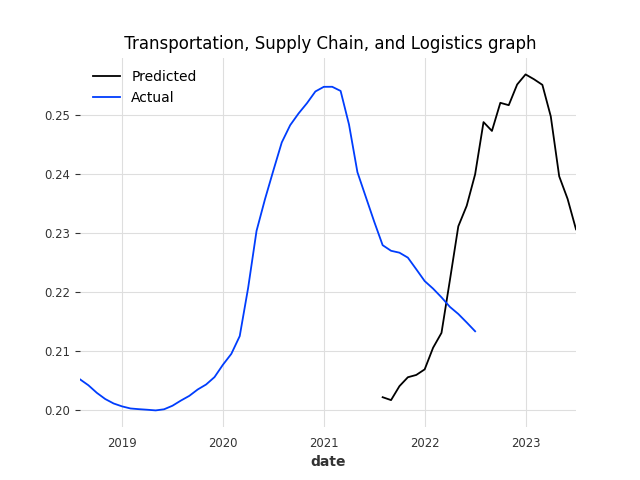 Transportation, Supply Chain, and Logistics graph
Predicted
Actual
0.25
0.24
0.23
0.22
0.21
0.20
2019 2020 2021 2022 2023
date